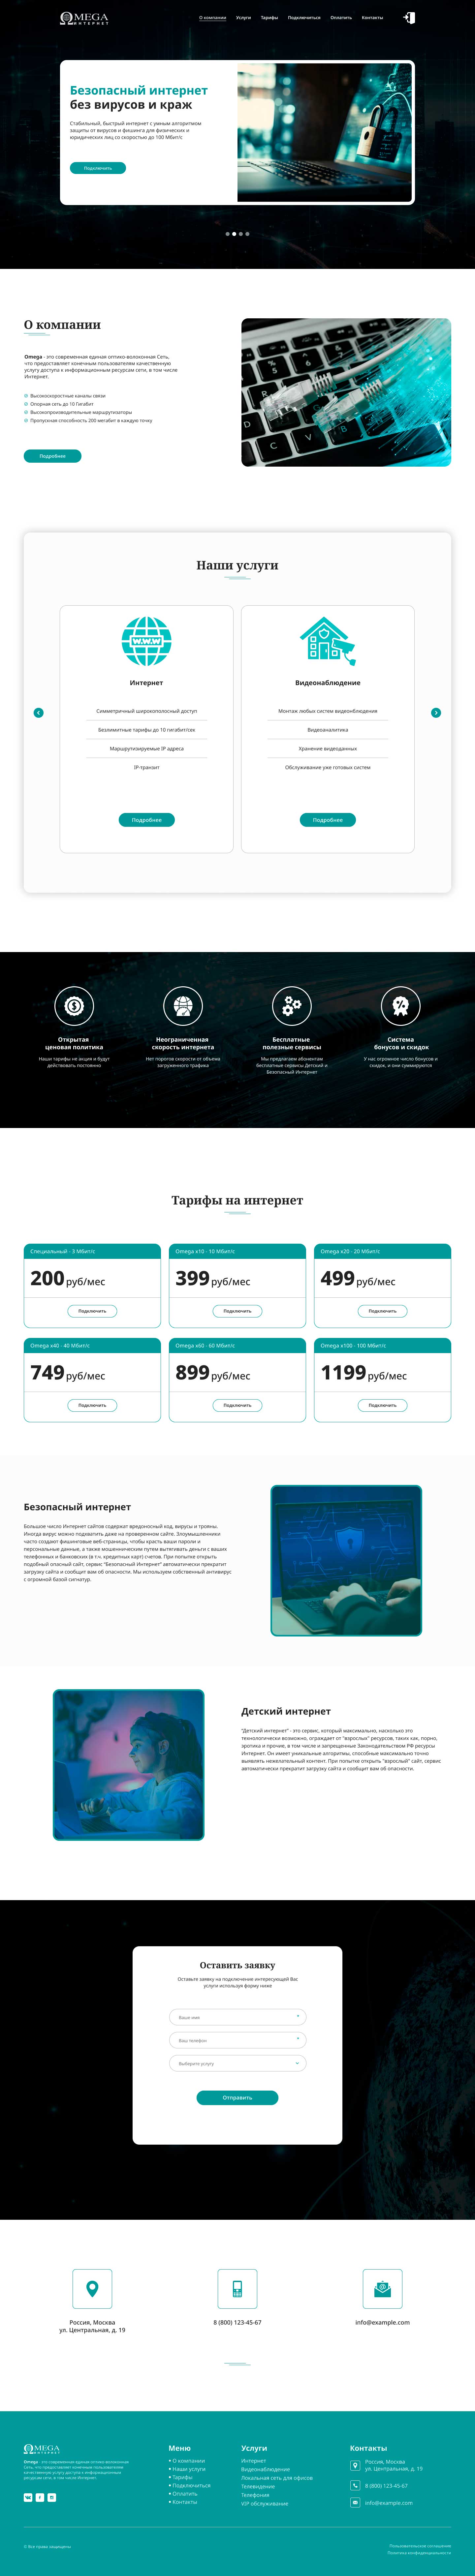 OMEGA
ИНТЕРНЕТ
О компании Услуги Тарифы Подключиться Оплатить Контакты
Безопасный интернет
без вирусов и краж
Стабильный, быстрый интернет с умным алгоритмом
защиты от вирусов и фишинга для физических и
юридических лиц со скоростью до 100 Мбит/с
Подключить
О компании
Omega - это современная единая оптико-волоконная Сеть,
что предоставляет конечным пользователям качественную
услугу доступа к информационным ресурсам сети, в том числе
Интернет.
Высокоскоростные каналы связи
Опорная сеть до 10 Гигабит
Высокопроизводительные маршрутизаторы
Пропускная способность 200 мегабит в каждую точку
Подробнее
Наши услуги
www
Интернет
Симметричный широкополосный доступ
Безлимитные тарифы до 10 гигабит/сек
Маршрутизируемые IP адреса
IP-транзит
Подробнее
Видеонаблюдение
Монтаж любых систем видеонблюдения
Видеоаналитика
Хранение видеоданных
Обслуживание уже готовых систем
Подробнее
Открытая
ценовая политика
Наши тарифы не акция и будут
действовать постоянно
Неограниченная
скорость интернета
Нет порогов скорости от объема
загруженного трафика
Бесплатные
полезные сервисы
Мы предлагаем абонентам
бесплатные сервисы Детский и
Безопасный Интернет
Система
бонусов и скидок
У нас огромное число бонусов и
скидок, и они суммируются
Тарифы на интернет
Специальный - 3 Мбит/с
200 руб/мес
Подключить
Omega x10 - 10 Мбит/с
399 руб/мес
Подключить
Omega x20 - 20 Мбит/с
499 руб/мес
Подключить
Omega x40 - 40 Мбит/с
749 руб/мес
Подключить
Omega x60 - 60 Мбит/с
899 руб/мес
Подключить
Omega x100 - 100 Мбит/с
1199 руб/мес
Подключить
Безопасный интернет
Большое число Интернет сайтов содержат вредоносный код, вирусы и трояны.
Иногда вирус можно подхватить даже на проверенном сайте. Злоумышленники
часто создают фишинговые веб-страницы, чтобы красть ваши пароли и
персональные данные, а также мошенническим путем вытягивать деньги с ваших
телефонных и банковских (в т.ч. кредитных карт) счетов. При попытке открыть
подобный опасный сайт, сервис "Безопасный Интернет" автоматически прекратит
загрузку сайта и сообщит вам об опасности. Мы используем собственный антивирус
с огромной базой сигнатур.
Детский интернет
"Детский интернет" - это сервис, который максимально, насколько это
технологически возможно, ограждает от "взрослых" ресурсов, таких как, порно,
эротика и прочие, в том числе и запрещенные Законодательством РФ ресурсы
Интернет. Он имеет уникальные алгоритмы, способные максимально точно
выявлять нежелательный контент. При попытке открыть "взрослый" сайт, сервис
автоматически прекратит загрузку сайта и сообщит вам об опасности.
Оставить заявку
Оставьте заявку на подключение интересующей Вас
услуги используя форму ниже
Ваше имя *
Ваш телефон *
Выберите услугу
Отправить
Россия, Москва
ул. Центральная, д. 19
8 (800) 123-45-67
info@example.com
OMEGA
ИНТЕРНЕТ
Omega - это современная единая оптико-волоконная
Сеть, что предоставляет конечным пользователям
качественную услугу доступа к информационным
ресурсам сети, в том числе Интернет.
Меню
• О компании
• Наши услуги
• Тарифы
• Подключиться
• Оплатить
• Контакты
Услуги
Интернет
Видеонаблюдение
Локальная сеть для офисов
Телевидение
Телефония
VIP обслуживание
Контакты
Россия, Москва
ул. Центральная, д. 19
8 (800) 123-45-67
info@example.com
© Все права защищены
Пользовательское соглашение
Политика конфиденциальности